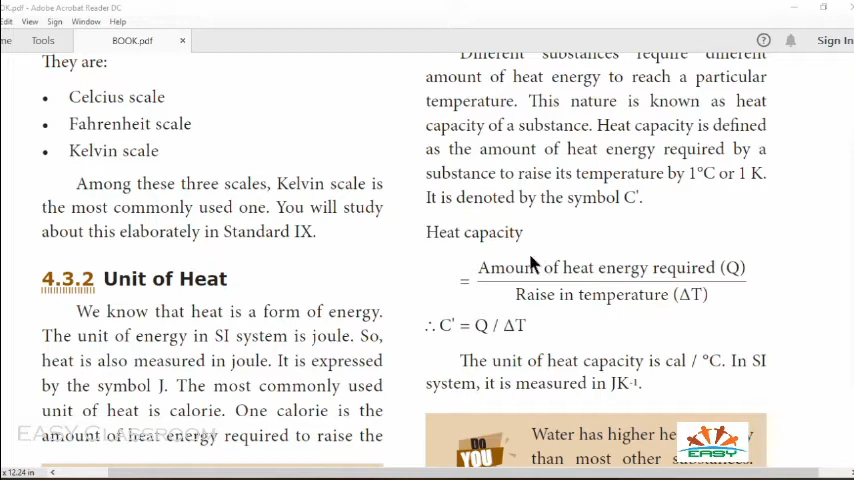 OK.pdf - Adobe Acrobat Reader DC
Edit View Sign Window Help
Tools
BOOK.pdf ×
Sign In
They are:
• Celcius scale
• Fahrenheit scale
• Kelvin scale
Among these three scales, Kelvin scale is
the most commonly used one. You will study
about this elaborately in Standard IX.
4.3.2 Unit of Heat
We know that heat is a form of energy.
The unit of energy in SI system is joule. So,
heat is also measured in joule. It is expressed
by the symbol J. The most commonly used
unit of heat is calorie. One calorie is the
amount of heat energy required to raise the
EASY CLASSROOM
x 12.24 in
Different substances require different
amount of heat energy to reach a particular
temperature. This nature is known as heat
capacity of a substance. Heat capacity is defined
as the amount of heat energy required by a
substance to raise its temperature by 1°C or 1 K.
It is denoted by the symbol C'.
Heat capacity
= Amount of heat energy required (Q)
Raise in temperature (ΔT)
∴ C' = Q / ΔT
The unit of heat capacity is cal / °C. In SI
system, it is measured in JK-1.
DO
YOU
Water has higher
than most other
EASY